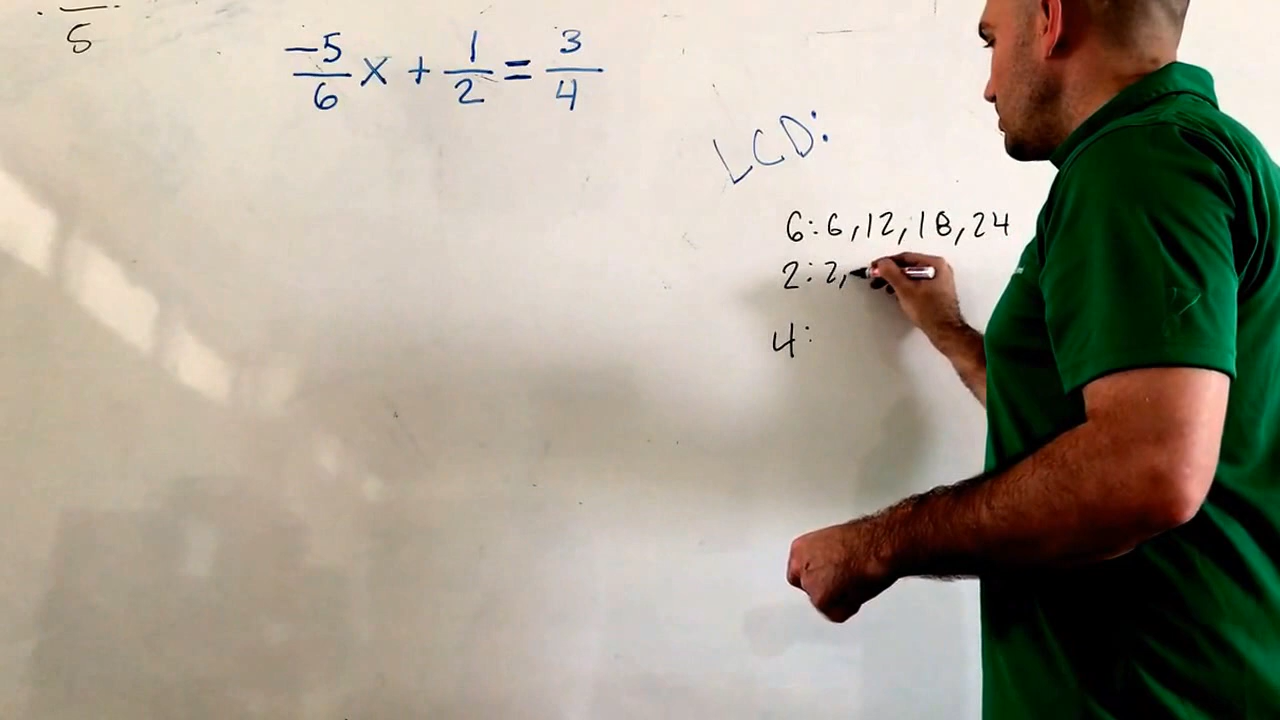 5
-5/6 x + 1/2 = 3/4
LCD:
6: 6, 12, 18, 24
2: 2,
4: